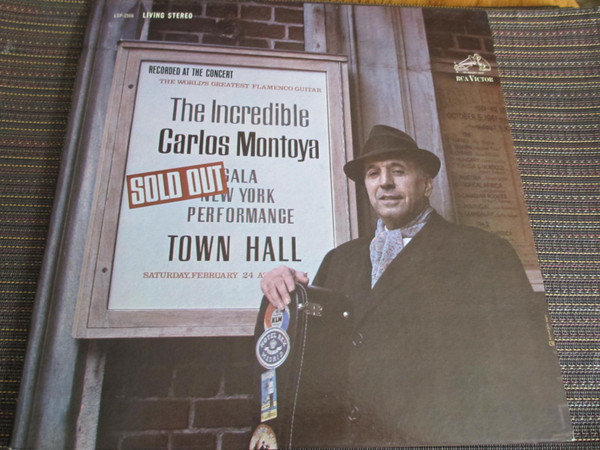 LSP-2566
LIVING STEREO
RCA VICTOR
RECORDED AT THE CONCERT
THE WORLD'S GREATEST FLAMENCO GUITAR
The Incredible
Carlos Montoya
SOLD OUT
GALA
NEW YORK
PERFORMANCE
TOWN HALL
SATURDAY, FEBRUARY 24
KLM